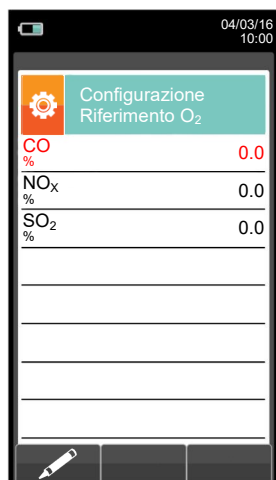 04/03/16
10:00
Configurazione
Riferimento O₂
CO
%
0.0
NOX
%
0.0
SO₂
%
0.0